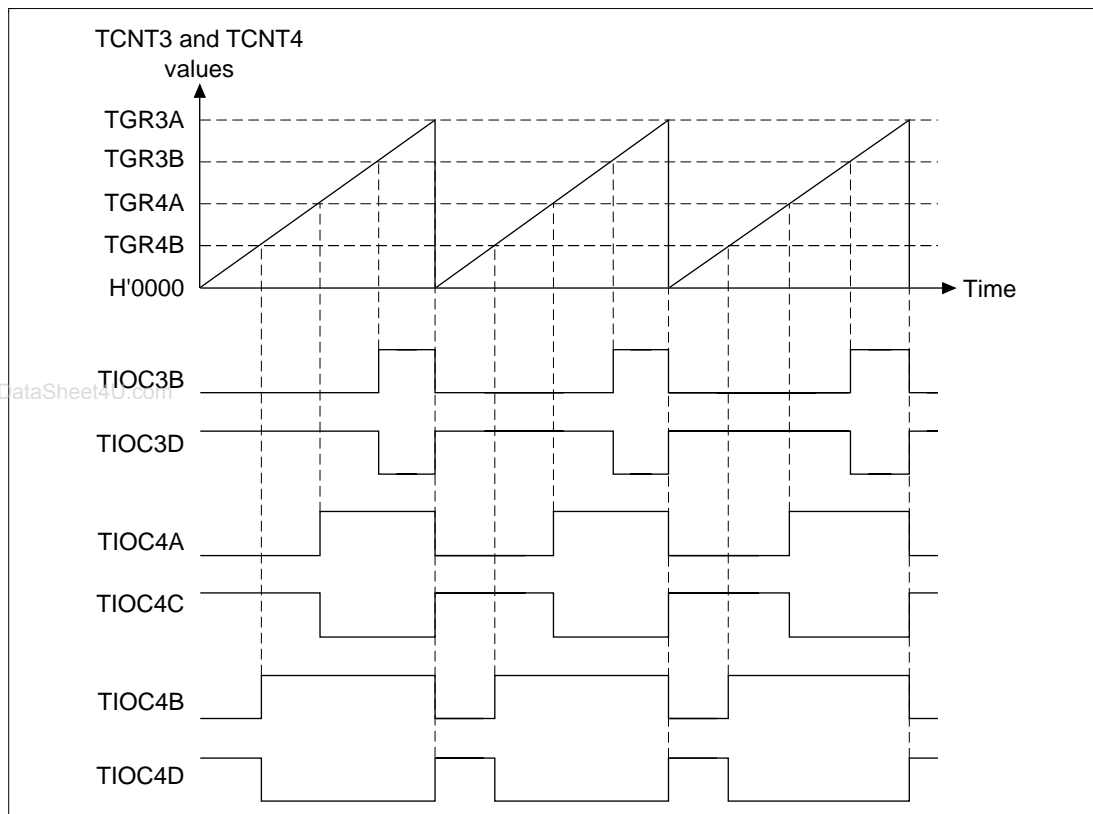 TCNT3 and TCNT4
values
TGR3A
TGR3B
TGR4A
TGR4B
H'0000
Time
TIOC3B
DataSheet4U.com
TIOC3D
TIOC4A
TIOC4C
TIOC4B
TIOC4D